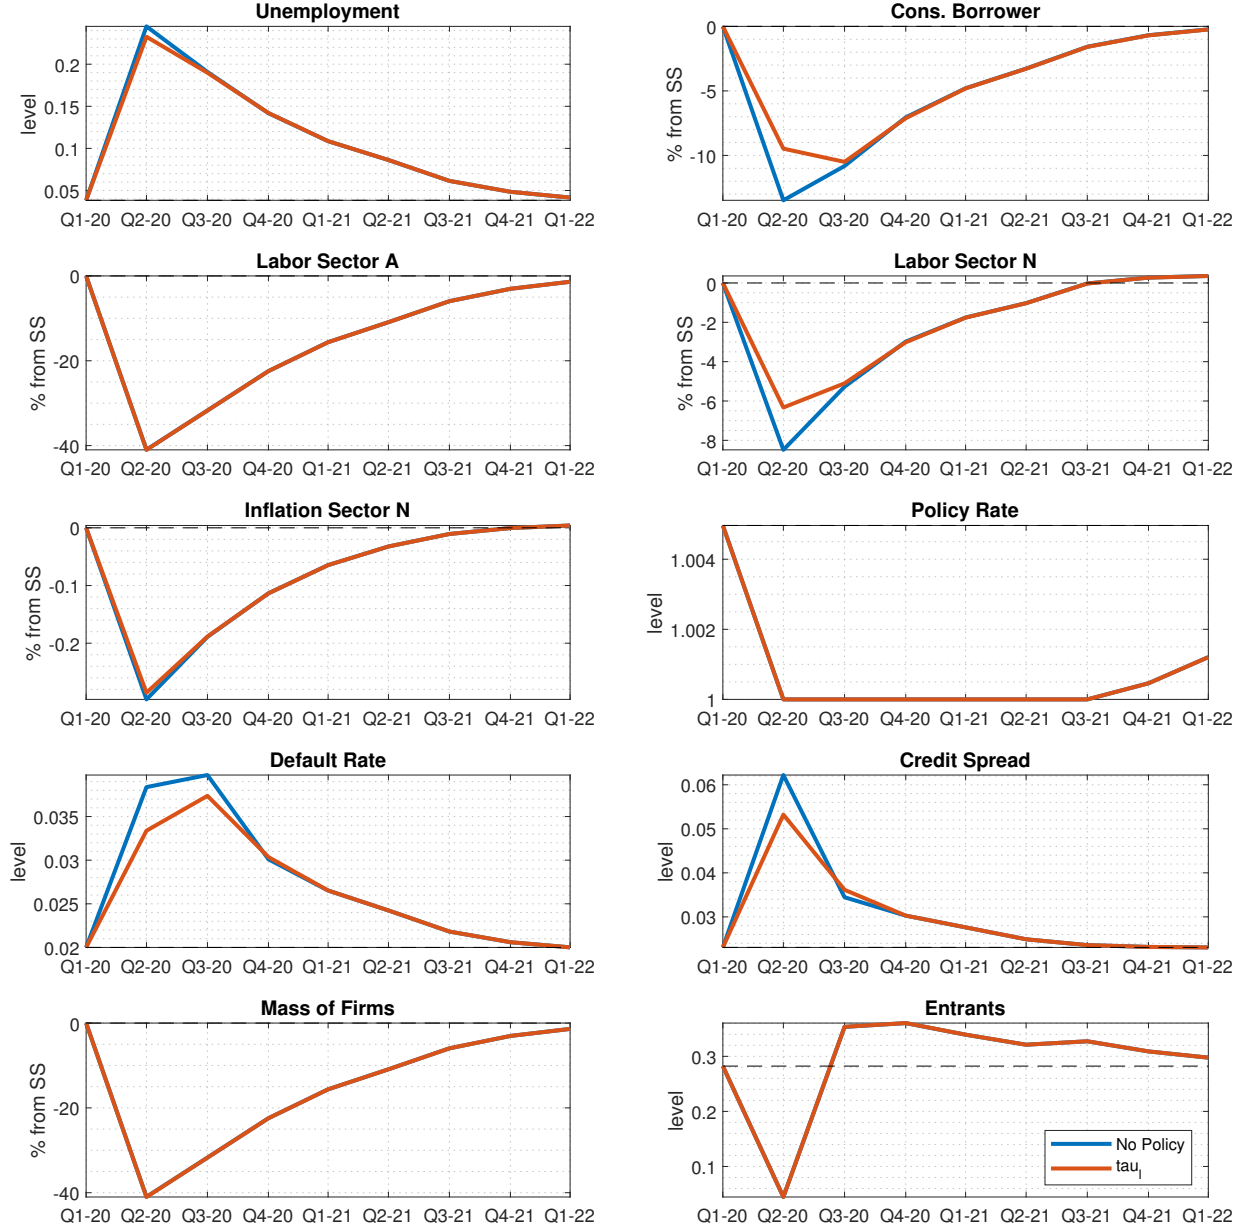 Unemployment
level
0.2
0.15
0.1
0.05
Q1-20 Q2-20 Q3-20 Q4-20 Q1-21 Q2-21 Q3-21 Q4-21 Q1-22
Cons. Borrower
% from SS
0
-5
-10
Q1-20 Q2-20 Q3-20 Q4-20 Q1-21 Q2-21 Q3-21 Q4-21 Q1-22
Labor Sector A
% from SS
0
-20
-40
Q1-20 Q2-20 Q3-20 Q4-20 Q1-21 Q2-21 Q3-21 Q4-21 Q1-22
Labor Sector N
% from SS
0
-2
-4
-6
-8
Q1-20 Q2-20 Q3-20 Q4-20 Q1-21 Q2-21 Q3-21 Q4-21 Q1-22
Inflation Sector N
% from SS
0
-0.1
-0.2
Q1-20 Q2-20 Q3-20 Q4-20 Q1-21 Q2-21 Q3-21 Q4-21 Q1-22
Policy Rate
level
1.004
1.002
1
Q1-20 Q2-20 Q3-20 Q4-20 Q1-21 Q2-21 Q3-21 Q4-21 Q1-22
Default Rate
level
0.035
0.03
0.025
0.02
Q1-20 Q2-20 Q3-20 Q4-20 Q1-21 Q2-21 Q3-21 Q4-21 Q1-22
Credit Spread
level
0.06
0.05
0.04
0.03
Q1-20 Q2-20 Q3-20 Q4-20 Q1-21 Q2-21 Q3-21 Q4-21 Q1-22
Mass of Firms
% from SS
0
-20
-40
Q1-20 Q2-20 Q3-20 Q4-20 Q1-21 Q2-21 Q3-21 Q4-21 Q1-22
Entrants
level
0.3
0.2
0.1
No Policy
tau_l
Q1-20 Q2-20 Q3-20 Q4-20 Q1-21 Q2-21 Q3-21 Q4-21 Q1-22